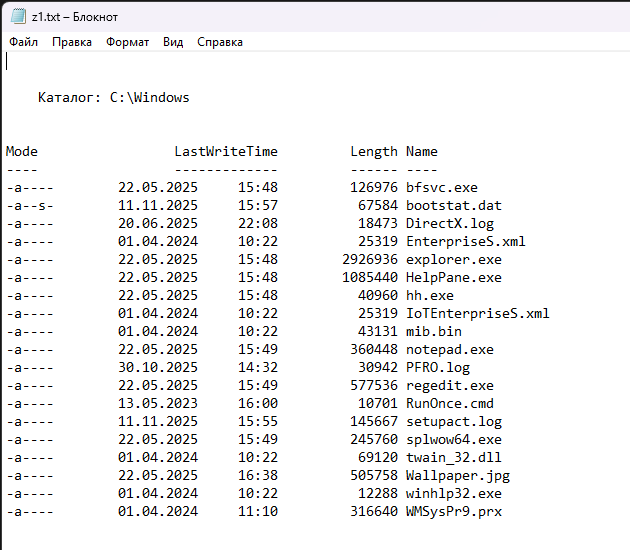 z1.txt – Блокнот
Файл Правка Формат Вид Справка
Каталог: C:\Windows
Mode LastWriteTime Length Name
---- ------------- ------ ----
-a---- 22.05.2025 15:48 126976 bfsvc.exe
-a--s- 11.11.2025 15:57 67584 bootstat.dat
-a---- 20.06.2025 22:08 18473 DirectX.log
-a---- 01.04.2024 10:22 25319 EnterpriseS.xml
-a---- 22.05.2025 15:48 2926936 explorer.exe
-a---- 22.05.2025 15:48 1085440 HelpPane.exe
-a---- 22.05.2025 15:48 40960 hh.exe
-a---- 01.04.2024 10:22 25319 IoTEnterpriseS.xml
-a---- 01.04.2024 10:22 43131 mib.bin
-a---- 22.05.2025 15:49 360448 notepad.exe
-a---- 30.10.2025 14:32 30942 PFRO.log
-a---- 22.05.2025 15:49 577536 regedit.exe
-a---- 13.05.2023 16:00 10701 RunOnce.cmd
-a---- 11.11.2025 15:55 145667 setupact.log
-a---- 22.05.2025 15:49 245760 splwow64.exe
-a---- 01.04.2024 10:22 69120 twain_32.dll
-a---- 22.05.2025 16:38 505758 Wallpaper.jpg
-a---- 01.04.2024 10:22 12288 winhlp32.exe
-a---- 01.04.2024 11:10 316640 WMSysPr9.prx